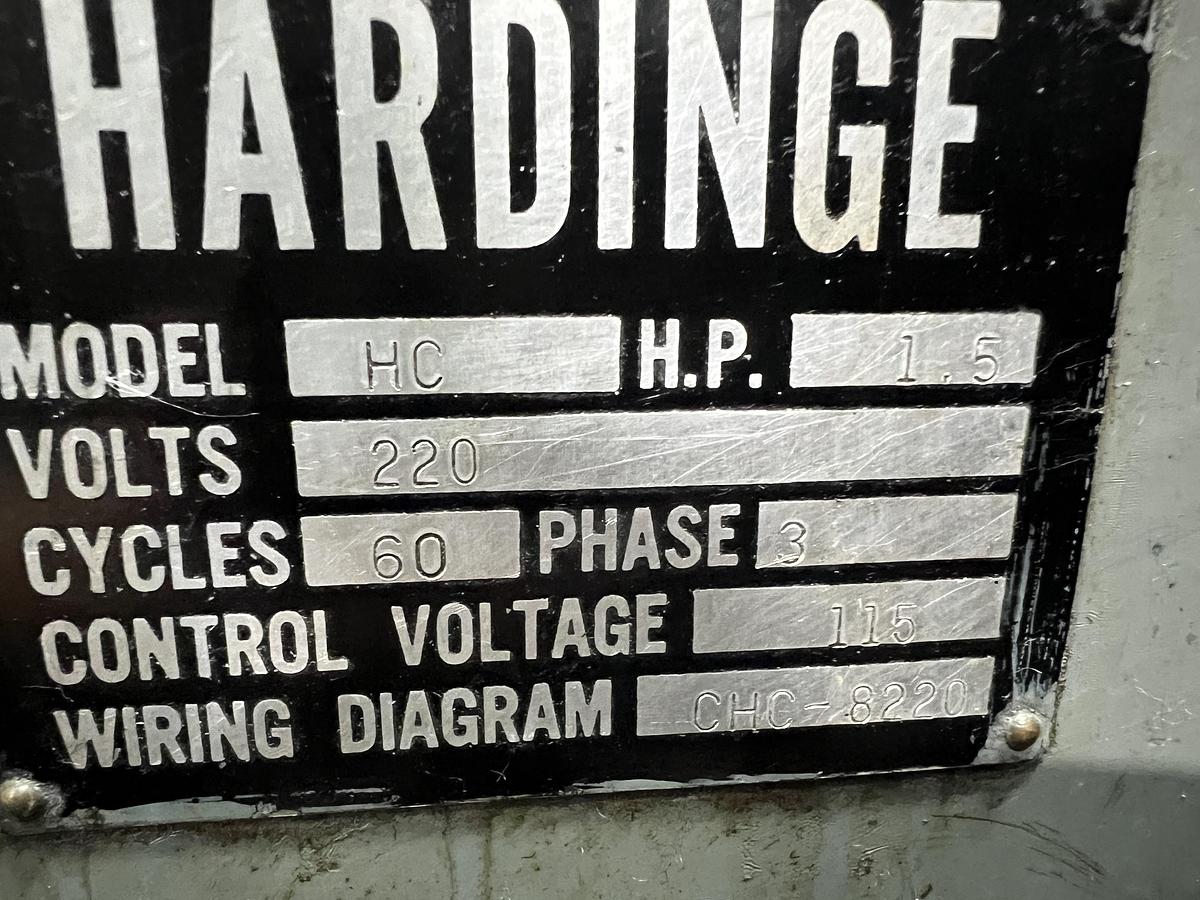 HARDINGE
MODEL HC H.P. 1.5
VOLTS 220
CYCLES 60 PHASE 3
CONTROL VOLTAGE 115
WIRING DIAGRAM CHC-8220